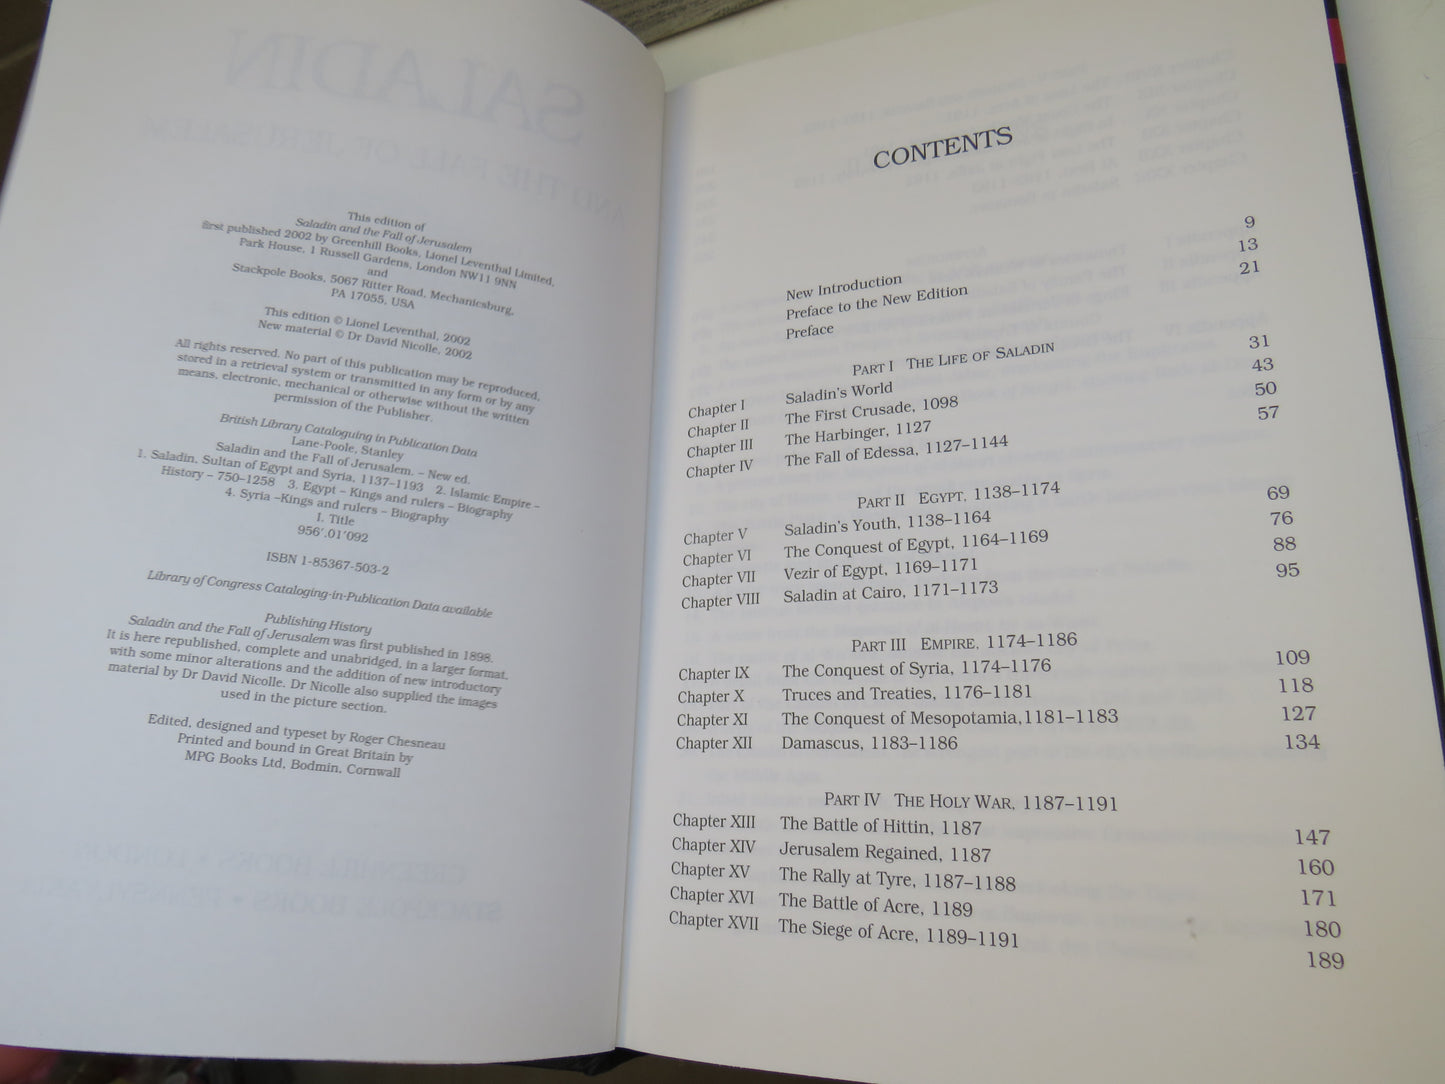 This edition of
Saladin and the Fall of Jerusalem
first published 2002 by Greenhill Books, Lionel Leventhal Limited,
Park House, 1 Russell Gardens, London NW11 9NN
and
Stackpole Books, 5067 Ritter Road, Mechanicsburg,
PA 17055, USA
This edition © Lionel Leventhal, 2002
New material © Dr David Nicolle, 2002
All rights reserved. No part of this publication may be reproduced,
stored in a retrieval system or transmitted in any form or by any
means, electronic, mechanical or otherwise without the written
permission of the Publisher.
British Library Cataloguing in Publication Data
Lane-Poole, Stanley
Saladin and the Fall of Jerusalem. – New ed.
1. Saladin, Sultan of Egypt and Syria, 1137–1193 2. Islamic Empire –
History – 750–1258 3. Egypt – Kings and rulers – Biography
4. Syria –Kings and rulers – Biography
I. Title
956'.01'092
ISBN 1-85367-503-2
Library of Congress Cataloging-in-Publication Data available
Publishing History
Saladin and the Fall of Jerusalem was first published in 1898.
It is here republished, complete and unabridged, in a larger format,
with some minor alterations and the addition of new introductory
material by Dr David Nicolle. Dr Nicolle also supplied the images
used in the picture section.
Edited, designed and typeset by Roger Chesneau
Printed and bound in Great Britain by
MPG Books Ltd, Bodmin, Cornwall
CONTENTS
New Introduction 9
Preface to the New Edition 13
Preface 21
PART I THE LIFE OF SALADIN
Chapter I Saladin's World 31
Chapter II The First Crusade, 1098 43
Chapter III The Harbinger, 1127 50
Chapter IV The Fall of Edessa, 1127–1144 57
PART II EGYPT, 1138–1174
Chapter V Saladin's Youth, 1138–1164 69
Chapter VI The Conquest of Egypt, 1164–1169 76
Chapter VII Vezir of Egypt, 1169–1171 88
Chapter VIII Saladin at Cairo, 1171–1173 95
PART III EMPIRE, 1174–1186
Chapter IX The Conquest of Syria, 1174–1176 109
Chapter X Truces and Treaties, 1176–1181 118
Chapter XI The Conquest of Mesopotamia,1181–1183 127
Chapter XII Damascus, 1183–1186 134
PART IV THE HOLY WAR, 1187–1191
Chapter XIII The Battle of Hittin, 1187 147
Chapter XIV Jerusalem Regained, 1187 160
Chapter XV The Rally at Tyre, 1187–1188 171
Chapter XVI The Battle of Acre, 1189 180
Chapter XVII The Siege of Acre, 1189–1191 189